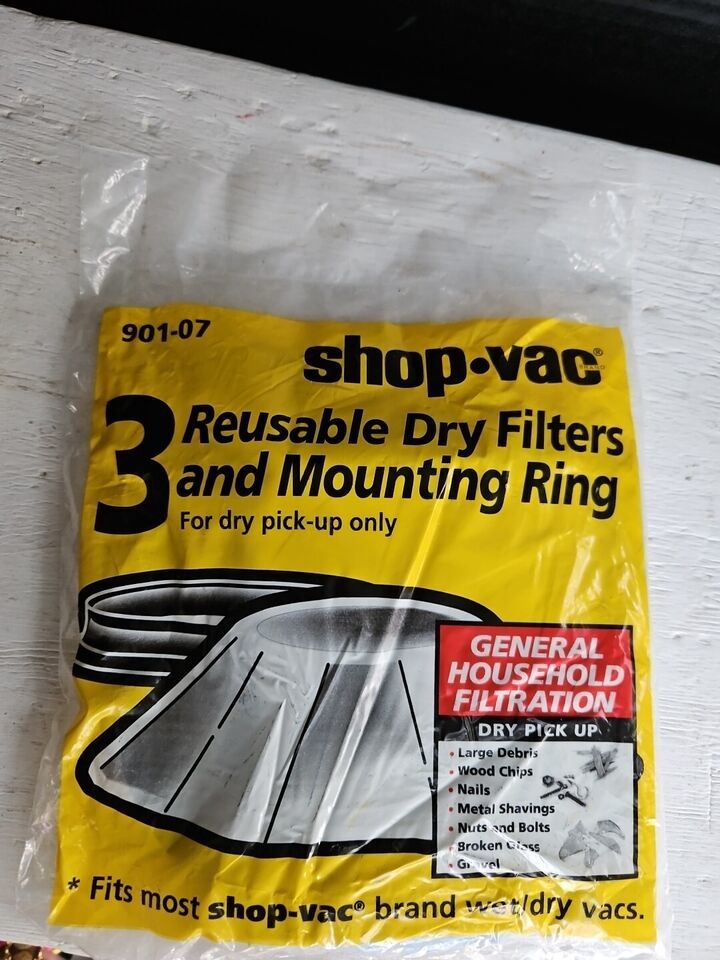 901-07
shop•vac®
BRAND
3 Reusable Dry Filters
and Mounting Ring
For dry pick-up only
GENERAL
HOUSEHOLD
FILTRATION
DRY PICK UP
• Large Debris
• Wood Chips
• Nails
• Metal Shavings
• Nuts and Bolts
• Broken Glass
• Gravel
* Fits most shop-vac® brand wet/dry vacs.